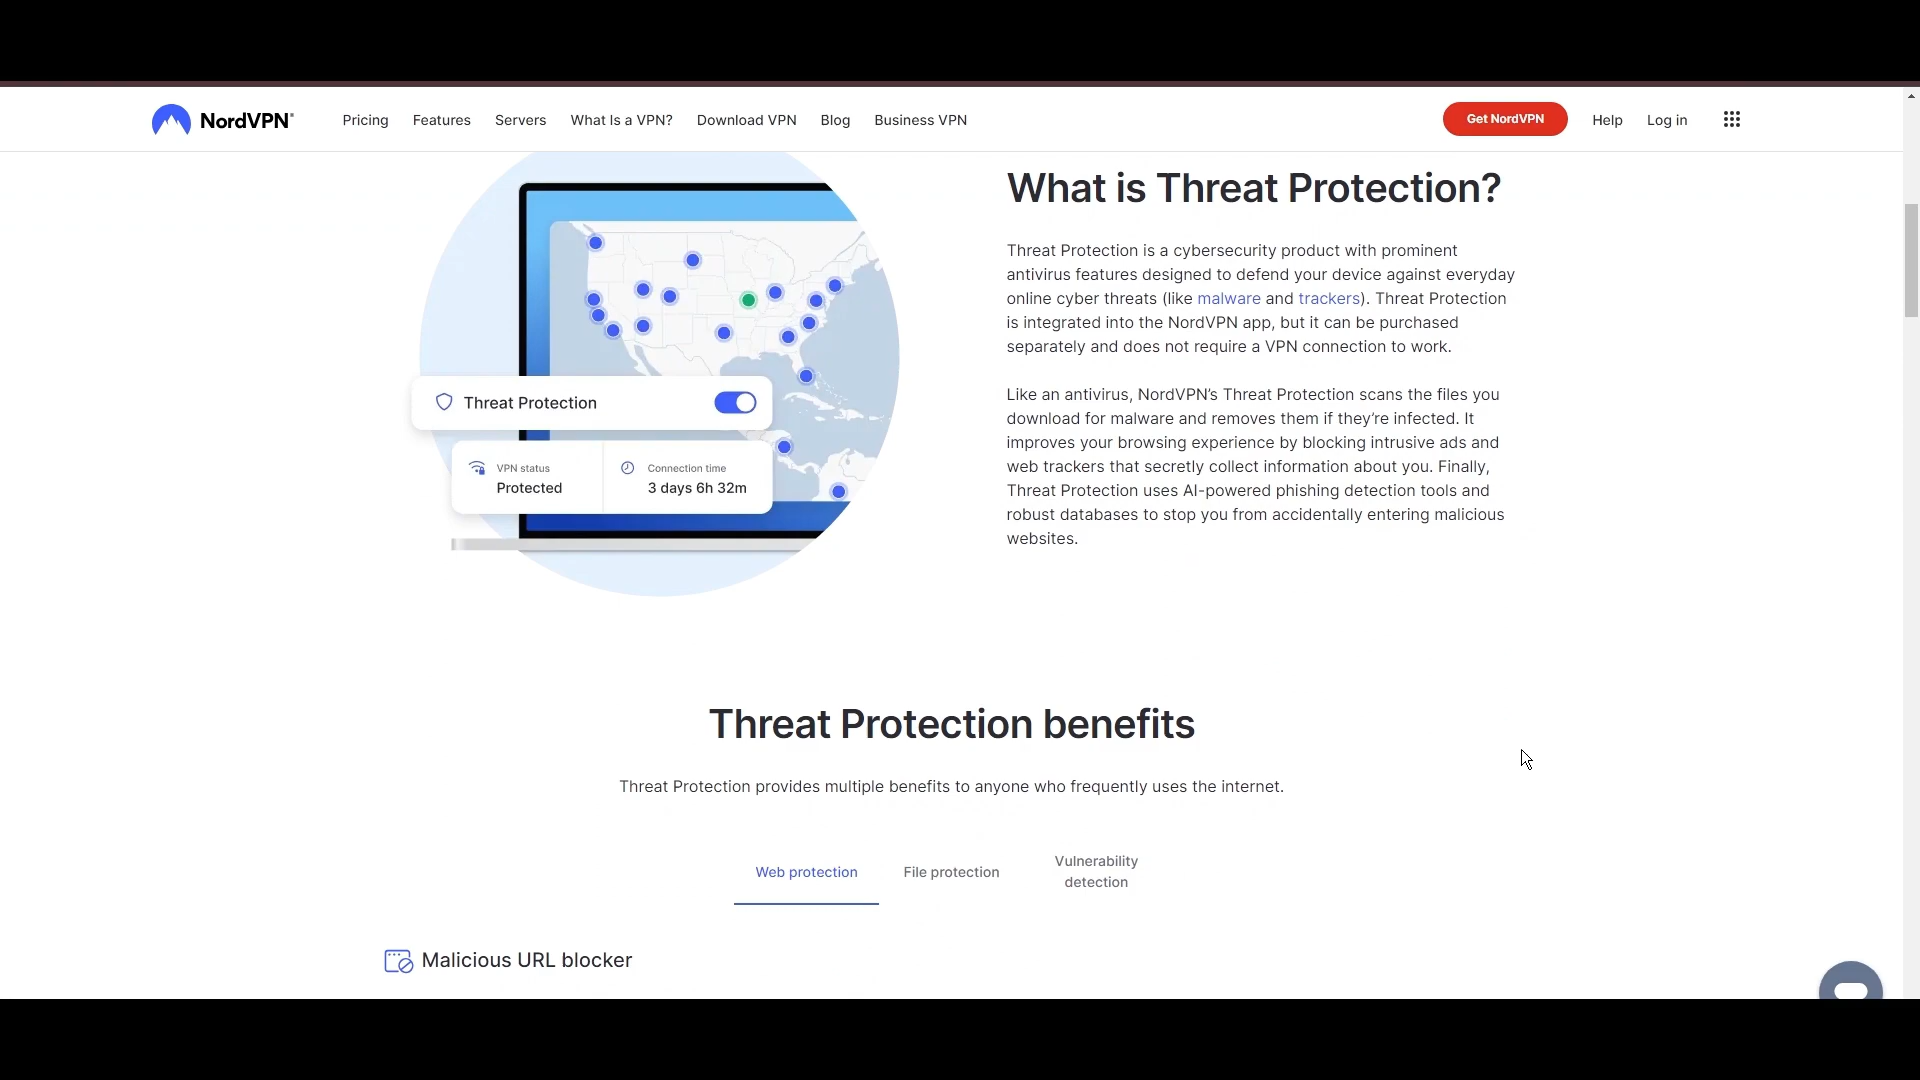 NordVPN®
Pricing
Features
Servers
What Is a VPN?
Download VPN
Blog
Business VPN
Get NordVPN
Help
Log in
What is Threat Protection?
Threat Protection is a cybersecurity product with prominent
antivirus features designed to defend your device against everyday
online cyber threats (like malware and trackers). Threat Protection
is integrated into the NordVPN app, but it can be purchased
separately and does not require a VPN connection to work.
Like an antivirus, NordVPN’s Threat Protection scans the files you
download for malware and removes them if they’re infected. It
improves your browsing experience by blocking intrusive ads and
web trackers that secretly collect information about you. Finally,
Threat Protection uses AI-powered phishing detection tools and
robust databases to stop you from accidentally entering malicious
websites.
Threat Protection
VPN status
Protected
Connection time
3 days 6h 32m
Threat Protection benefits
Threat Protection provides multiple benefits to anyone who frequently uses the internet.
Web protection
File protection
Vulnerability
detection
Malicious URL blocker